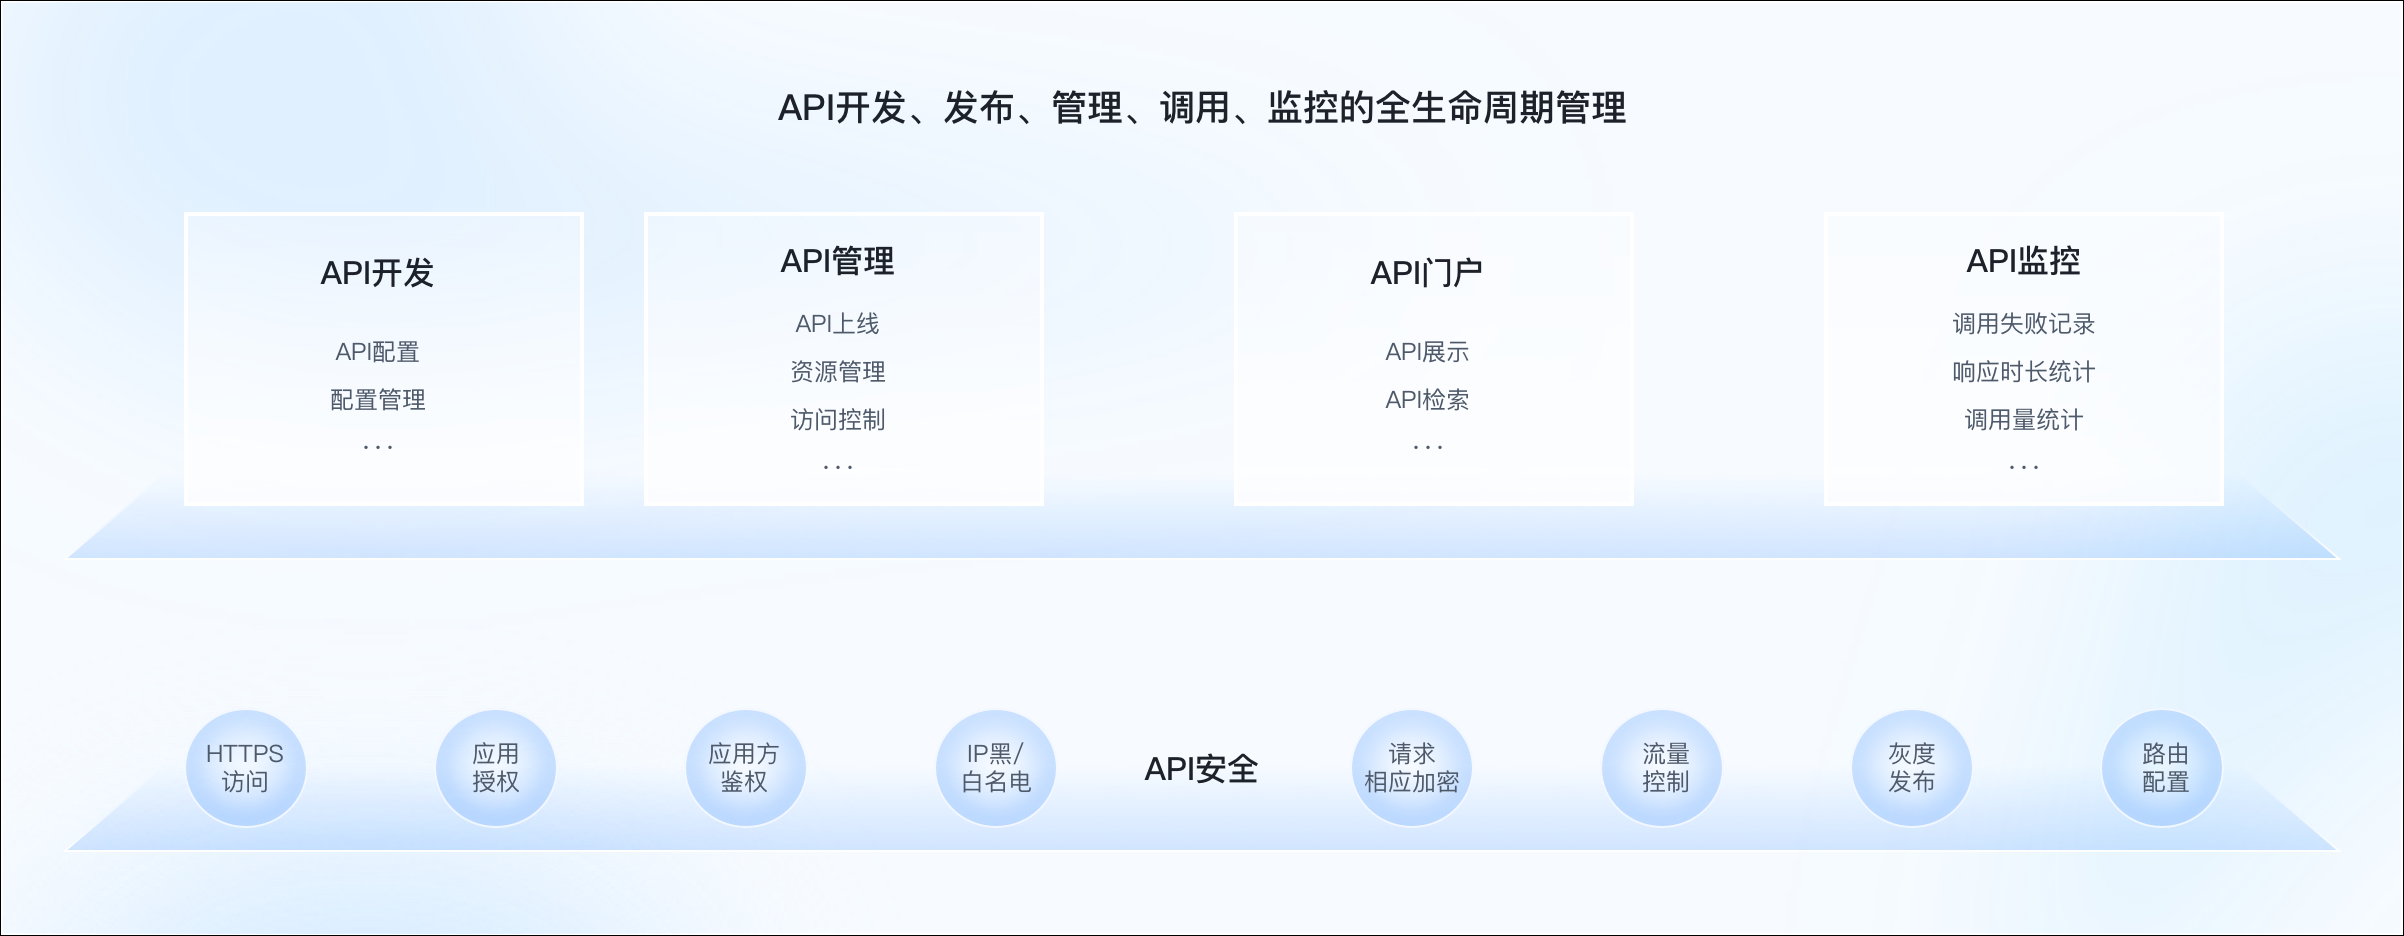 API开发、发布、管理、调用、监控的全生命周期管理
API开发
API配置
配置管理
...
API管理
API上线
资源管理
访问控制
...
API门户
API展示
API检索
...
API监控
调用失败记录
响应时长统计
调用量统计
...
HTTPS
访问
应用
授权
应用方
鉴权
IP黑/
白名电
API安全
请求
相应加密
流量
控制
灰度
发布
路由
配置